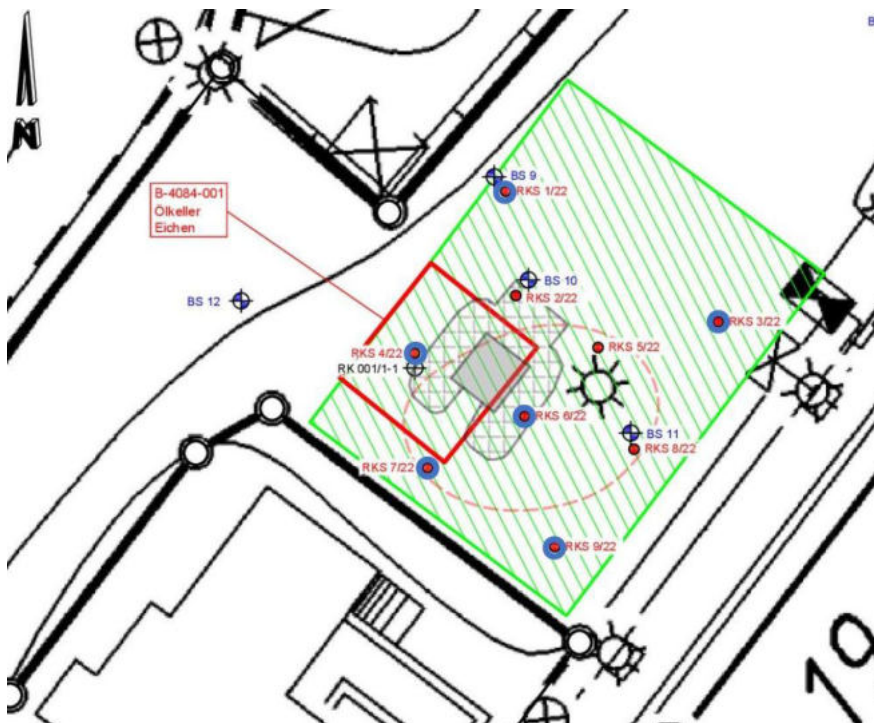 B
N
B-4084-001
Ölkeller
Eichen
BS 9
RKS 1/22
BS 10
RKS 2/22
BS 12
RKS 3/22
RKS 4/22
RKS 5/22
RK 001/1-1
RKS 6/22
BS 11
RKS 8/22
RKS 7/22
RKS 9/22
19